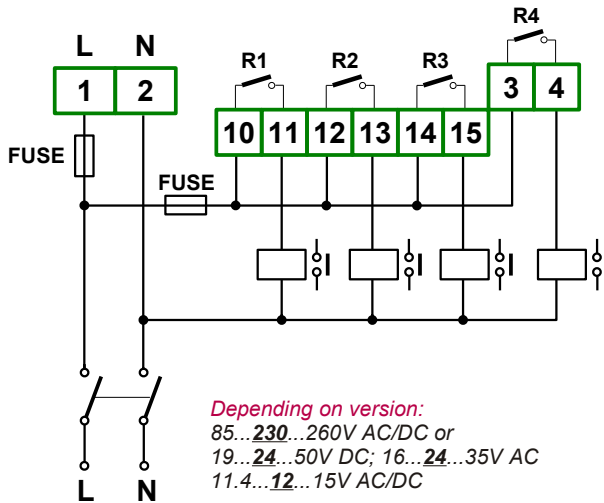 R4
L N
R1 R2 R3
1 2
3 4
10 11 12 13 14 15
FUSE
FUSE
Depending on version:
85...230...260V AC/DC or
19...24...50V DC; 16...24...35V AC
11.4...12...15V AC/DC
L N